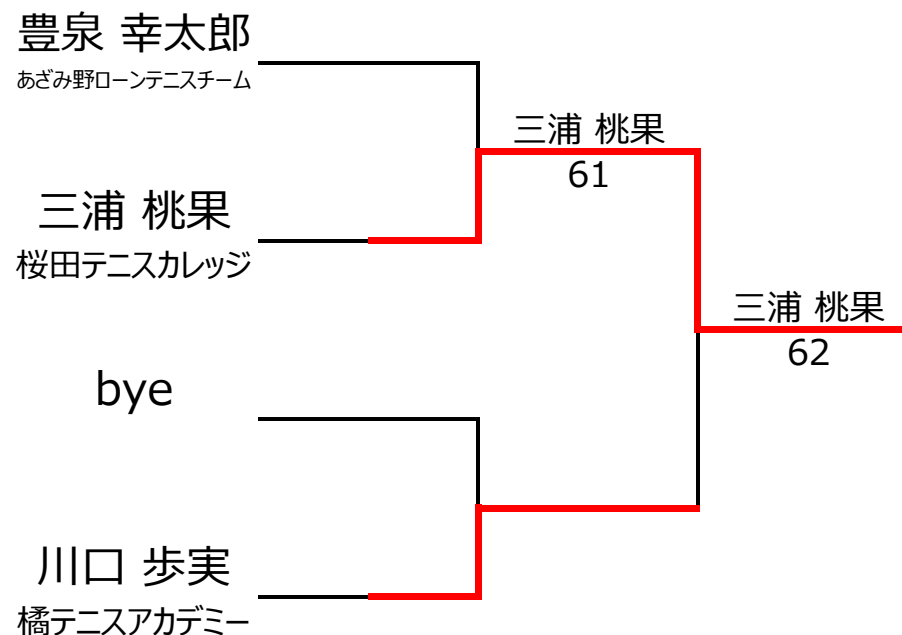 豊泉 幸太郎
あざみ野ローンテニスチーム
三浦 桃果
61
三浦 桃果
桜田テニスカレッジ
三浦 桃果
62
bye
川口 歩実
橘テニスアカデミー